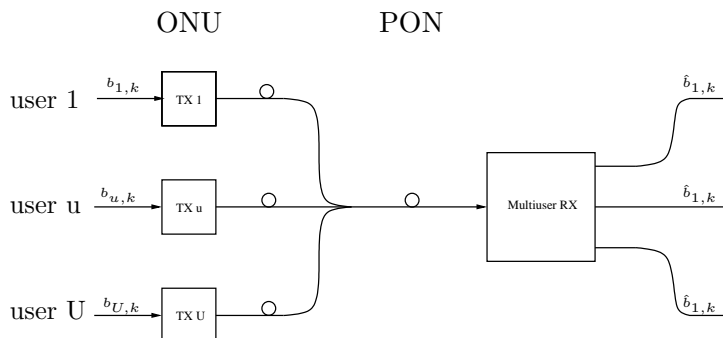 ONU PON
user 1 b1,k TX 1 b̂1,k
user u bu,k TX u Multiuser RX b̂1,k
user U bU,k TX U b̂1,k